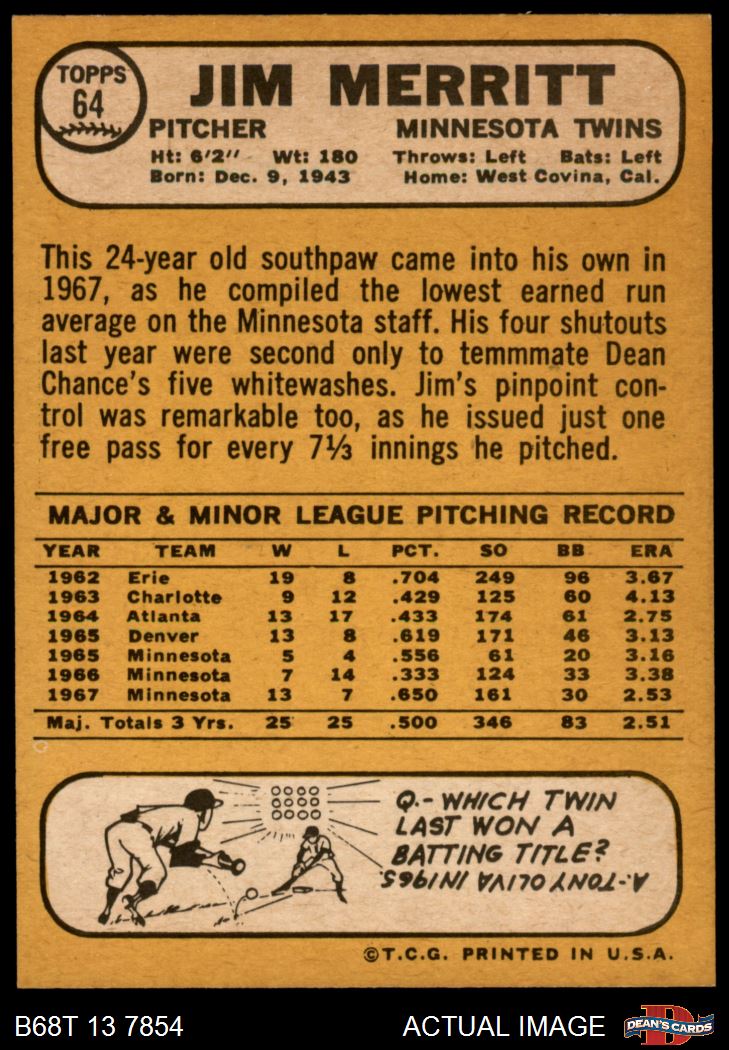 TOPPS
64
JIM MERRITT
PITCHER MINNESOTA TWINS
Ht: 6'2" Wt: 180 Throws: Left Bats: Left
Born: Dec. 9, 1943 Home: West Covina, Cal.
This 24-year old southpaw came into his own in
1967, as he compiled the lowest earned run
average on the Minnesota staff. His four shutouts
last year were second only to temmmate Dean
Chance's five whitewashes. Jim's pinpoint con-
trol was remarkable too, as he issued just one
free pass for every 7⅓ innings he pitched.
MAJOR & MINOR LEAGUE PITCHING RECORD
YEAR TEAM W L PCT. SO BB ERA
1962 Erie 19 8 .704 249 96 3.67
1963 Charlotte 9 12 .429 125 60 4.13
1964 Atlanta 13 17 .433 174 61 2.75
1965 Denver 13 8 .619 171 46 3.13
1965 Minnesota 5 4 .556 61 20 3.16
1966 Minnesota 7 14 .333 124 33 3.38
1967 Minnesota 13 7 .650 161 30 2.53
Maj. Totals 3 Yrs. 25 25 .500 346 83 2.51
Q.- WHICH TWIN
LAST WON A
BATTING TITLE?
A.-TONY OLIVA IN 1965
©T.C.G. PRINTED IN U.S.A.
B68T 13 7854 ACTUAL IMAGE DEAN'S CARDS